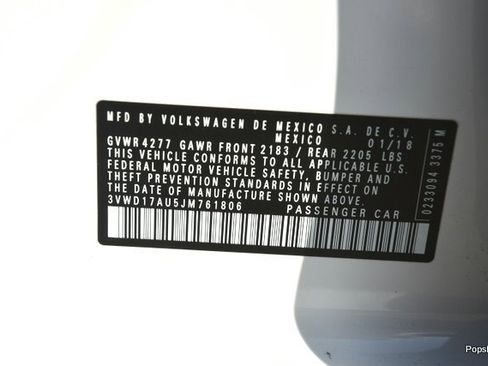 MFD BY VOLKSWAGEN DE MEXICO S.A. DE C.V.
MEXICO 01/18
GVWR 4277 GAWR FRONT 2183 / REAR 2205 LBS
THIS VEHICLE CONFORMS TO ALL APPLICABLE U.S.
FEDERAL MOTOR VEHICLE SAFETY, BUMPER AND
THEFT PREVENTION STANDARDS IN EFFECT ON
THE DATE OF MANUFACTURE SHOWN ABOVE.
3VWD17AU5JM761806 PASSENGER CAR
0233094 3375 M